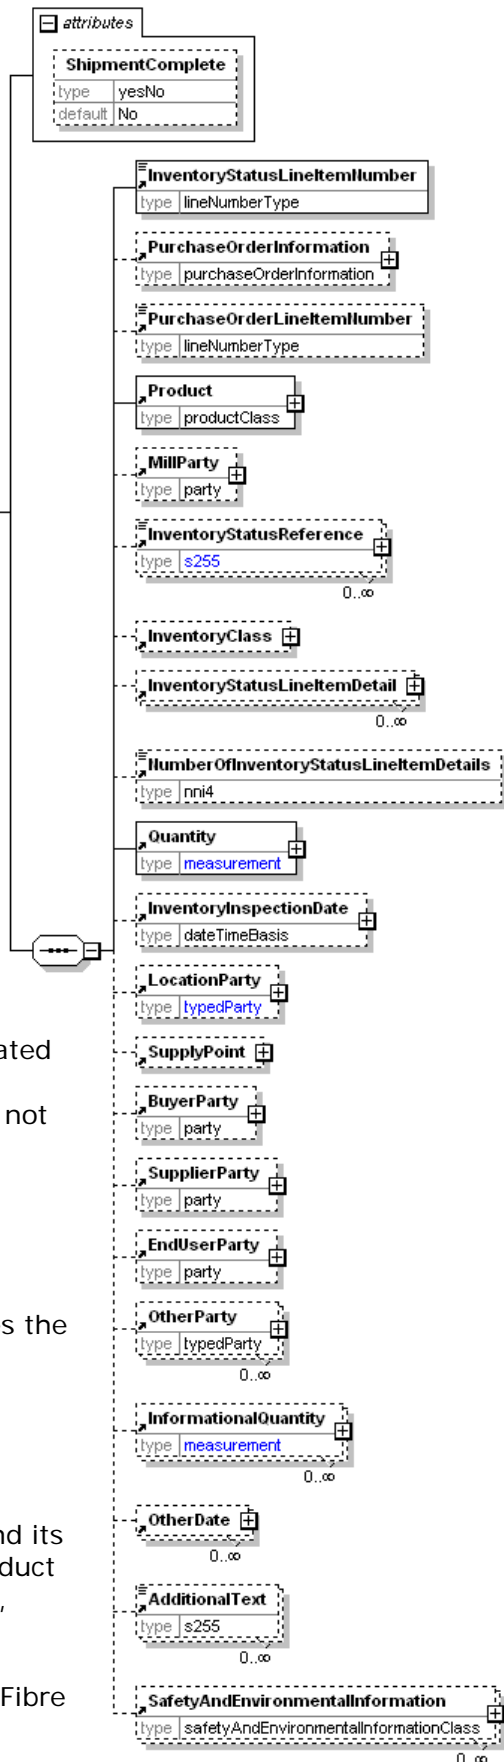 attributes
ShipmentComplete
type yesNo
default No
InventoryStatusLineItemNumber
type lineNumberType
PurchaseOrderInformation
type purchaseOrderInformation
PurchaseOrderLineItemNumber
type lineNumberType
Product
type productClass
MillParty
type party
InventoryStatusReference
type s255
0..∞
InventoryClass
InventoryStatusLineItemDetail
0..∞
NumberOfInventoryStatusLineItemDetails
type nni4
Quantity
type measurement
InventoryInspectionDate
type dateTimeBasis
LocationParty
type typedParty
ated
SupplyPoint
not
BuyerParty
type party
SupplierParty
type party
EndUserParty
type party
s the
OtherParty
type typedParty
0..∞
InformationalQuantity
type measurement
0..∞
nd its
OtherDate
0..∞
duct
AdditionalText
,
type s255
0..∞
Fibre
SafetyAndEnvironmentalInformation
type safetyAndEnvironmentalInformationClass
0..∞